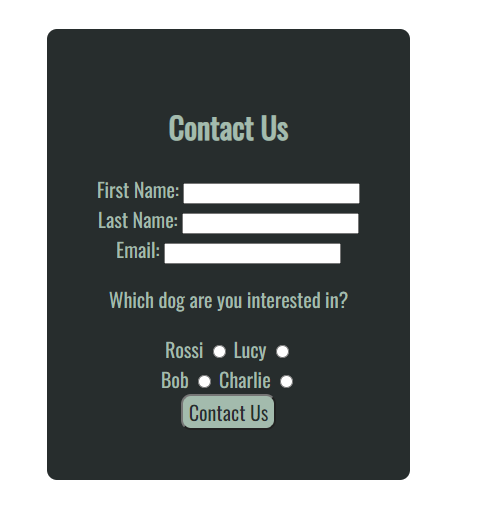 Contact Us
First Name:
Last Name:
Email:
Which dog are you interested in?
Rossi Lucy
Bob Charlie
Contact Us